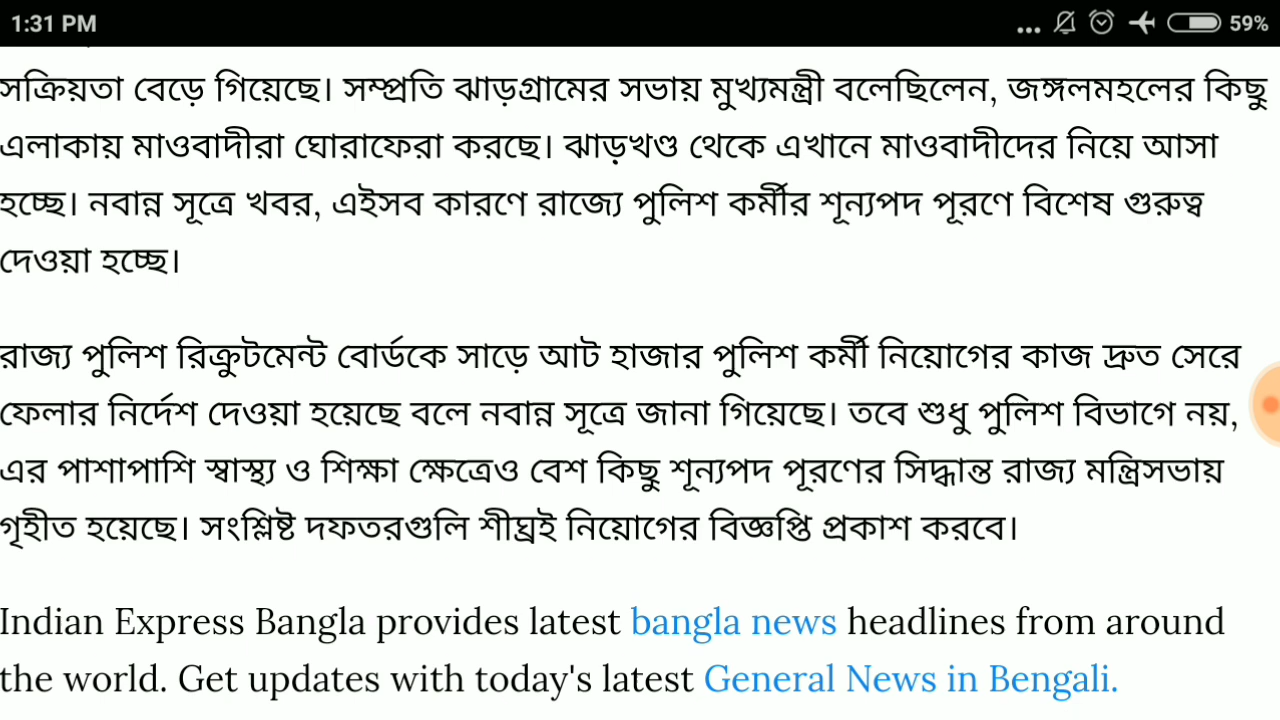 1:31 PM
... 59%
সক্রিয়তা বেড়ে গিয়েছে। সম্প্রতি ঝাড়গ্রামের সভায় মুখ্যমন্ত্রী বলেছিলেন, জঙ্গলমহলের কিছু
এলাকায় মাওবাদীরা ঘোরাফেরা করছে। ঝাড়খণ্ড থেকে এখানে মাওবাদীদের নিয়ে আসা
হচ্ছে। নবান্ন সূত্রে খবর, এইসব কারণে রাজ্যে পুলিশ কর্মীর শূন্যপদ পূরণে বিশেষ গুরুত্ব
দেওয়া হচ্ছে।
রাজ্য পুলিশ রিক্রুটমেন্ট বোর্ডকে সাড়ে আট হাজার পুলিশ কর্মী নিয়োগের কাজ দ্রুত সেরে
ফেলার নির্দেশ দেওয়া হয়েছে বলে নবান্ন সূত্রে জানা গিয়েছে। তবে শুধু পুলিশ বিভাগে নয়,
এর পাশাপাশি স্বাস্থ্য ও শিক্ষা ক্ষেত্রেও বেশ কিছু শূন্যপদ পূরণের সিদ্ধান্ত রাজ্য মন্ত্রিসভায়
গৃহীত হয়েছে। সংশ্লিষ্ট দফতরগুলি শীঘ্রই নিয়োগের বিজ্ঞপ্তি প্রকাশ করবে।
Indian Express Bangla provides latest bangla news headlines from around
the world. Get updates with today's latest General News in Bengali.